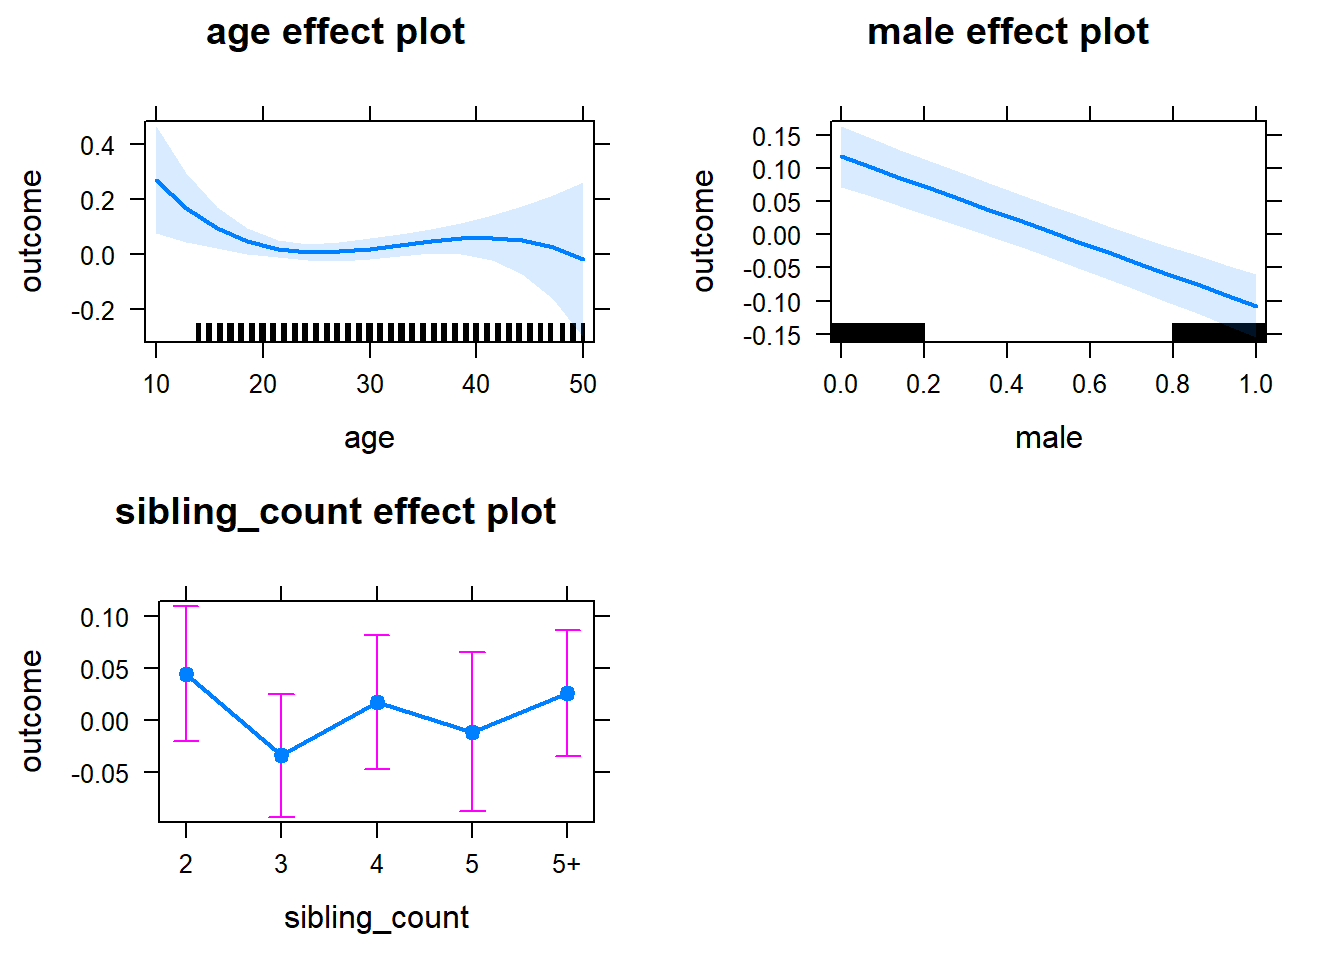 age effect plot
outcome
0.4
0.2
0.0
-0.2
10 20 30 40 50
age
male effect plot
outcome
0.15
0.10
0.05
0.00
-0.05
-0.10
-0.15
0.0 0.2 0.4 0.6 0.8 1.0
male
sibling_count effect plot
outcome
0.10
0.05
0.00
-0.05
2 3 4 5 5+
sibling_count